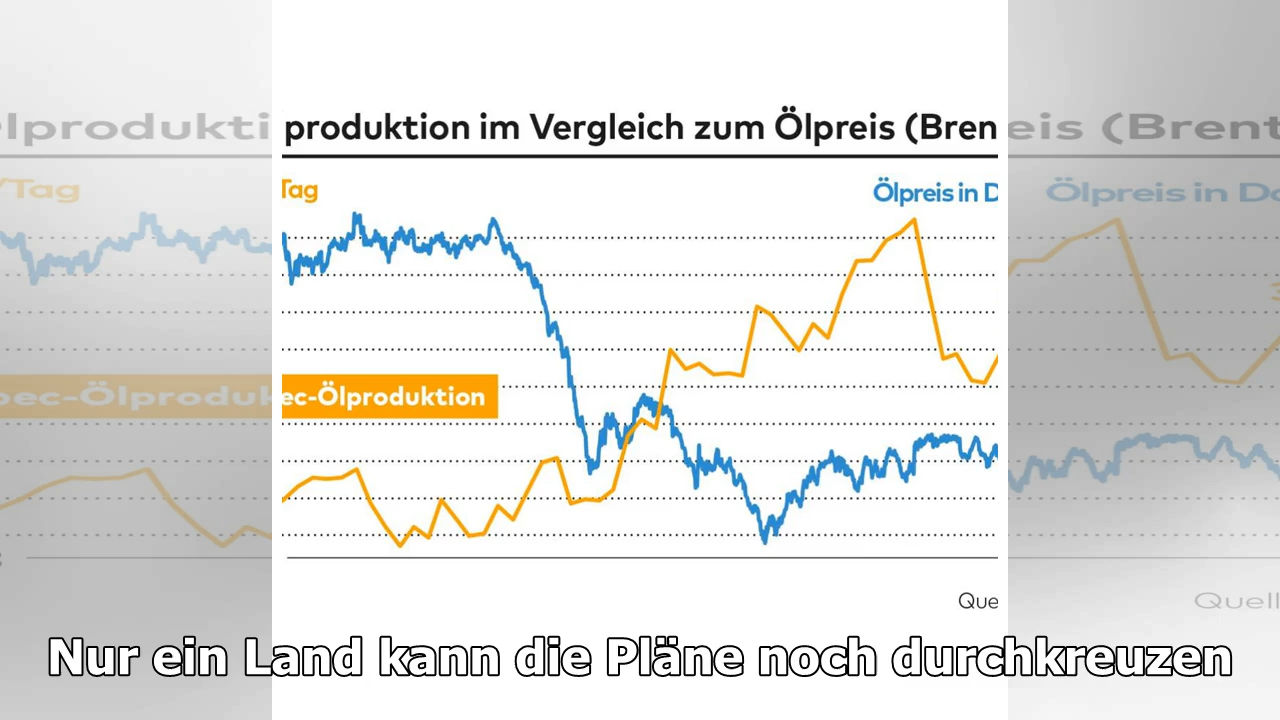 produktion im Vergleich zum Ölpreis (Bren
Tag
Ölpreis in D
ec-Ölproduktion
Que
Nur ein Land kann die Pläne noch durchkreuzen